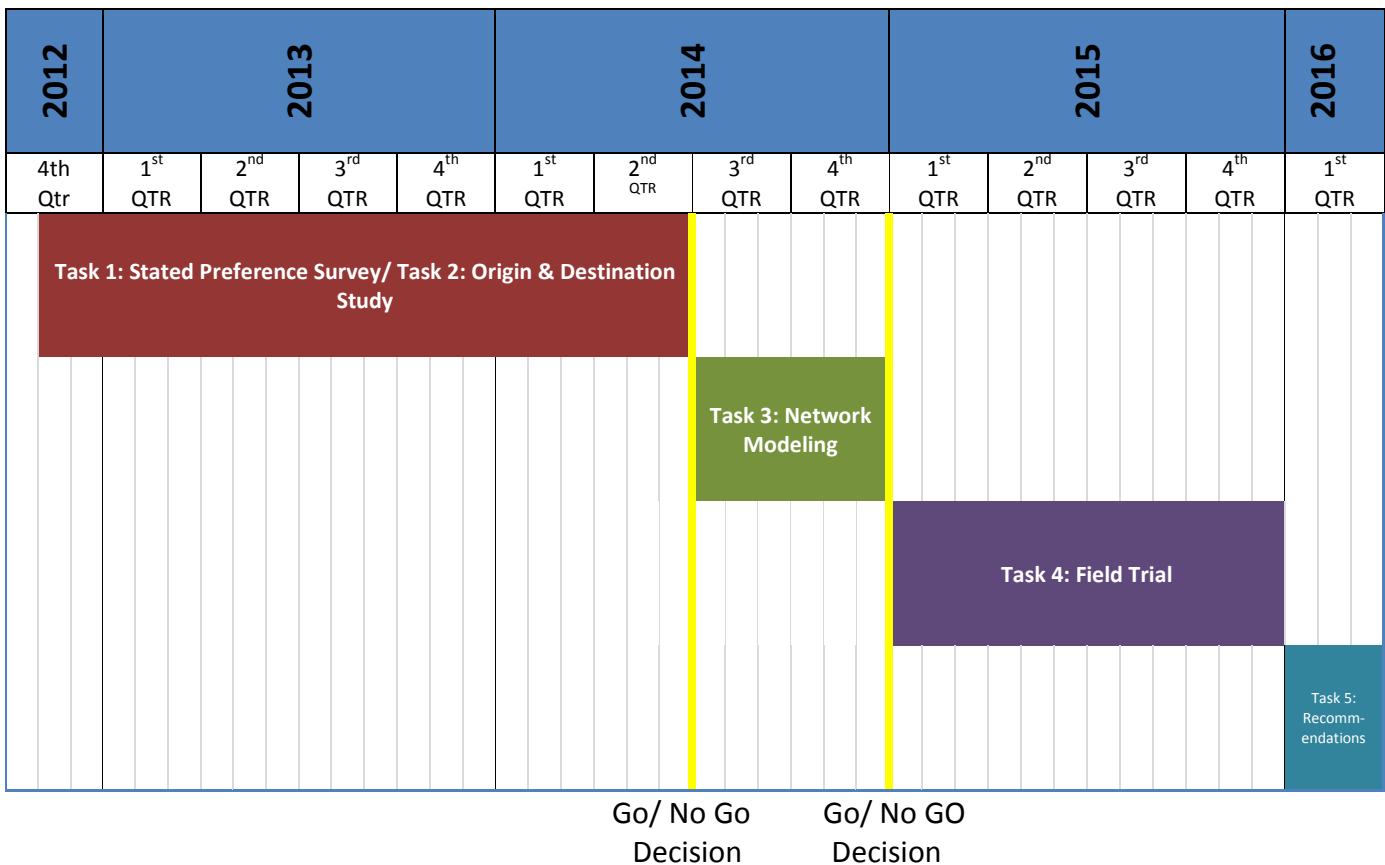 2012 2013 2014 2015 2016
4th 1st 2nd 3rd 4th 1st 2nd 3rd 4th 1st 2nd 3rd 4th 1st
Qtr QTR QTR QTR QTR QTR QTR QTR QTR QTR QTR QTR QTR QTR
Task 1: Stated Preference Survey/ Task 2: Origin & Destination
Study
Task 3: Network
Modeling
Task 4: Field Trial
Task 5:
Recomm-
endations
Go/ No Go Go/ No GO
Decision Decision